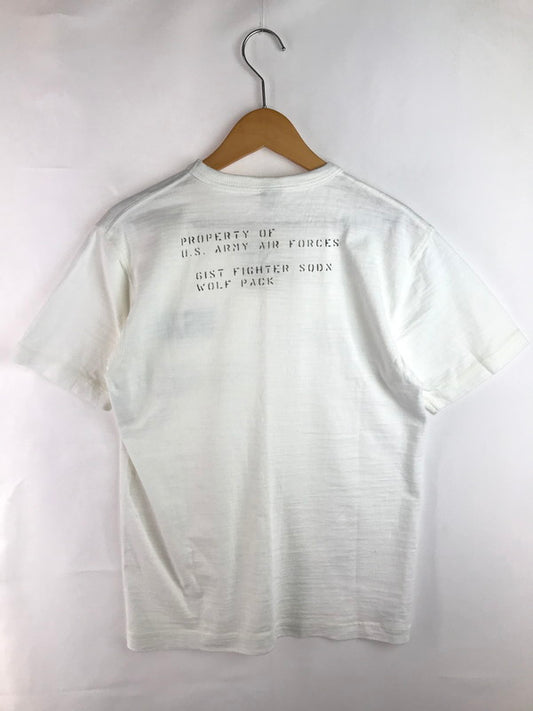 PROPERTY OF
U.S. ARMY AIR FORCES
61ST FIGHTER SQDN
WOLF PACK